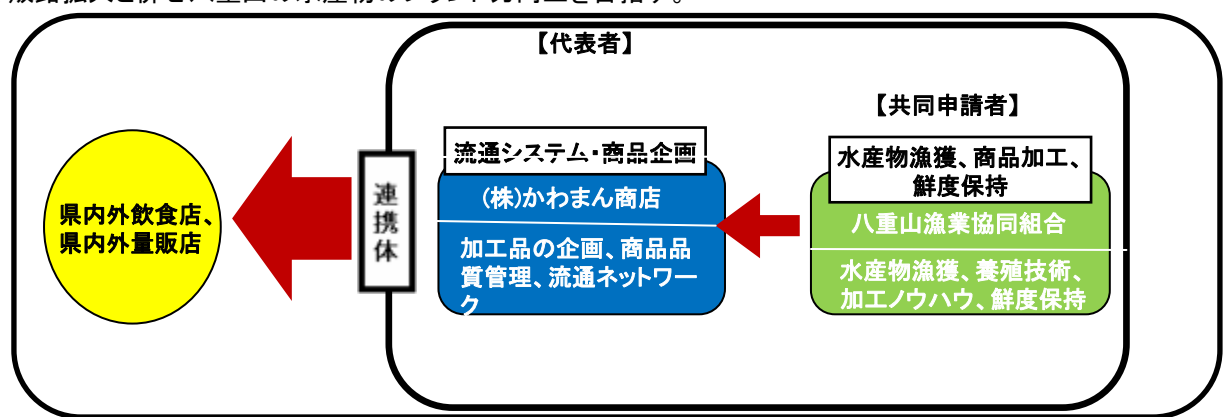 販路拡大と併せ八重山の水産物のブランド力向上を目指す。
【代表者】
【共同申請者】
流通システム・商品企画
(株)かわまん商店
加工品の企画、商品品
質管理、流通ネットワー
ク
水産物漁獲、商品加工、
鮮度保持
八重山漁業協同組合
水産物漁獲、養殖技術、
加工ノウハウ、鮮度保持
連
携
体
県内外飲食店、
県内外量販店